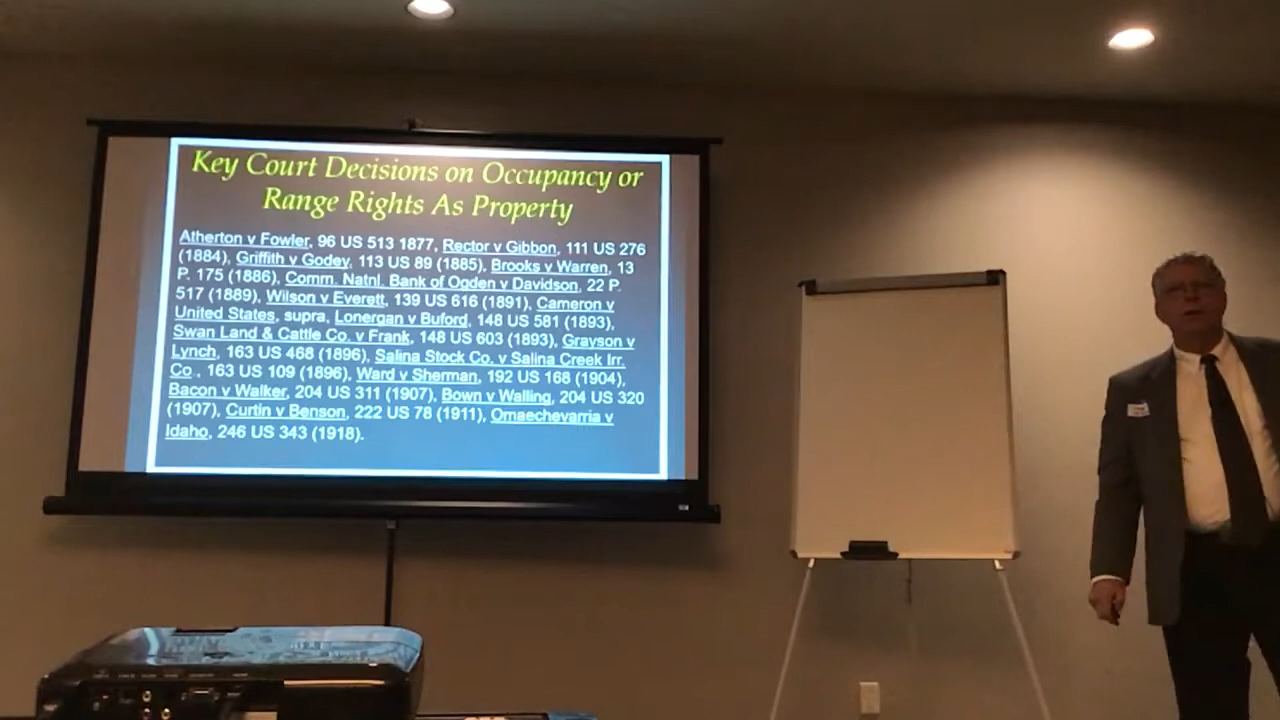 Key Court Decisions on Occupancy or
Range Rights As Property
Atherton v Fowler, 96 US 513 1877, Rector v Gibbon, 111 US 276
(1884), Griffith v Godey, 113 US 89 (1885), Brooks v Warren, 13
P. 175 (1886), Comm. Natnl. Bank of Ogden v Davidson, 22 P.
517 (1889), Wilson v Everett, 139 US 616 (1891), Cameron v
United States, supra, Lonergan v Buford, 148 US 581 (1893),
Swan Land & Cattle Co. v Frank, 148 US 603 (1893), Grayson v
Lynch, 163 US 468 (1896), Salina Stock Co. v Salina Creek Irr.
Co , 163 US 109 (1896), Ward v Sherman, 192 US 168 (1904),
Bacon v Walker, 204 US 311 (1907), Bown v Walling, 204 US 320
(1907), Curtin v Benson, 222 US 78 (1911), Omaechevarria v
Idaho, 246 US 343 (1918).